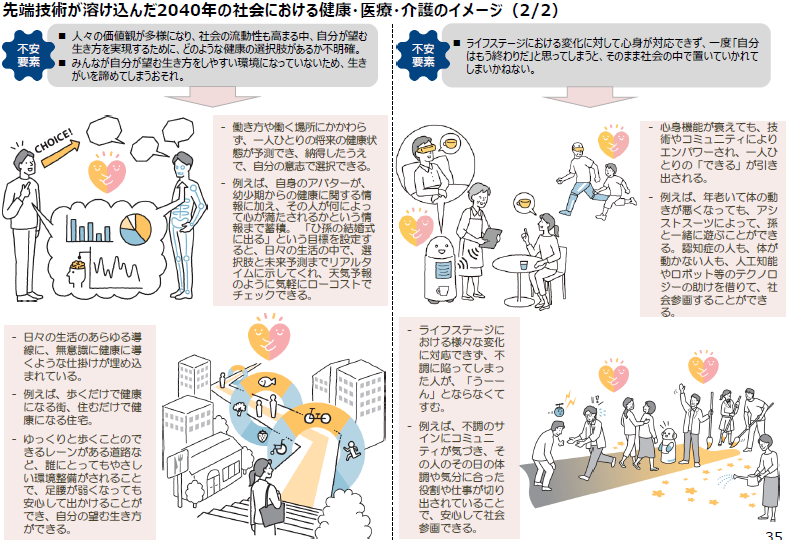 先端技術が溶け込んだ2040年の社会における健康・医療・介護のイメージ（2/2）
不安
要素
■ 人々の価値観が多様になり、社会の流動性も高まる中、自分が望む
生き方を実現するために、どのような健康の選択肢があるか不明確。
■ みんなが自分が望む生き方をしやすい環境になっていないため、生き
がいを諦めてしまうおそれ。
CHOICE!
- 働き方や働く場所にかかわ
らず、一人ひとりの将来の健康状
態が予測でき、納得したうえ
で、自分の意志で選択できる。
- 例えば、自身のアバターが、
幼少期からの健康に関する情
報に加え、その人が何によっ
て心が満たされるかという情
報まで蓄積。「ひ孫の結婚式
に出る」という目標を設定す
ると、日々の生活の中で、選
択肢と未来予測までリアルタ
イムに示してくれ、天気予報
のように気軽にローコストで
チェックできる。
- 日々の生活のあらゆる導
線に、無意識に健康に導
くような仕掛けが埋め込
まれている。
- 例えば、歩くだけで健康
になる街、住むだけで健
康になる住宅。
- ゆっくりと歩くことので
きるレーンがある道路な
ど、誰にとってもやさし
い環境整備がされること
で、足腰が弱くなっても
安心して出かけることが
でき、自分の望む生き方
ができる。
不安
要素
■ ライフステージにおける変化に対して心身が対応できず、一度「自分
はもう終わりだ」と思ってしまうと、そのまま社会の中で置いていかれて
しまいかねない。
- 心身機能が衰えても、技
術やコミュニティにより
エンパワーされ、一人ひ
とりの「できる」が引き
出される。
- 例えば、年老いて体の動
きが悪くなっても、アシ
ストスーツによって、孫
と一緒に遊ぶことができ
る。認知症の人も、体が
動かない人も、人工知能
やロボット等のテクノロ
ジーの助けを借りて、社
会参画することができ
る。
- ライフステージに
おける様々な変化
に対応できず、不
調に陥ってしまっ
た人が、「うーー
ん」とならなくて
すむ。
- 例えば、不調のサ
インにコミュニ
ティが気づき、そ
の人のその日の体
調や気分に合った
役割や仕事が切り
出されていること
で、安心して社会
参画できる。
35